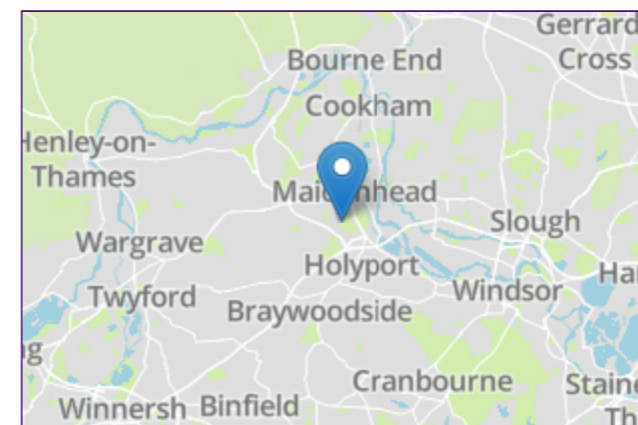 Gerrard
Cross
Bourne End
Cookham
Henley-on-
Thames
Maidenhead
Slough
Wargrave
Holyport
Windsor
Twyford
Braywoodside
Cranbourne
Winnersh
Binfield